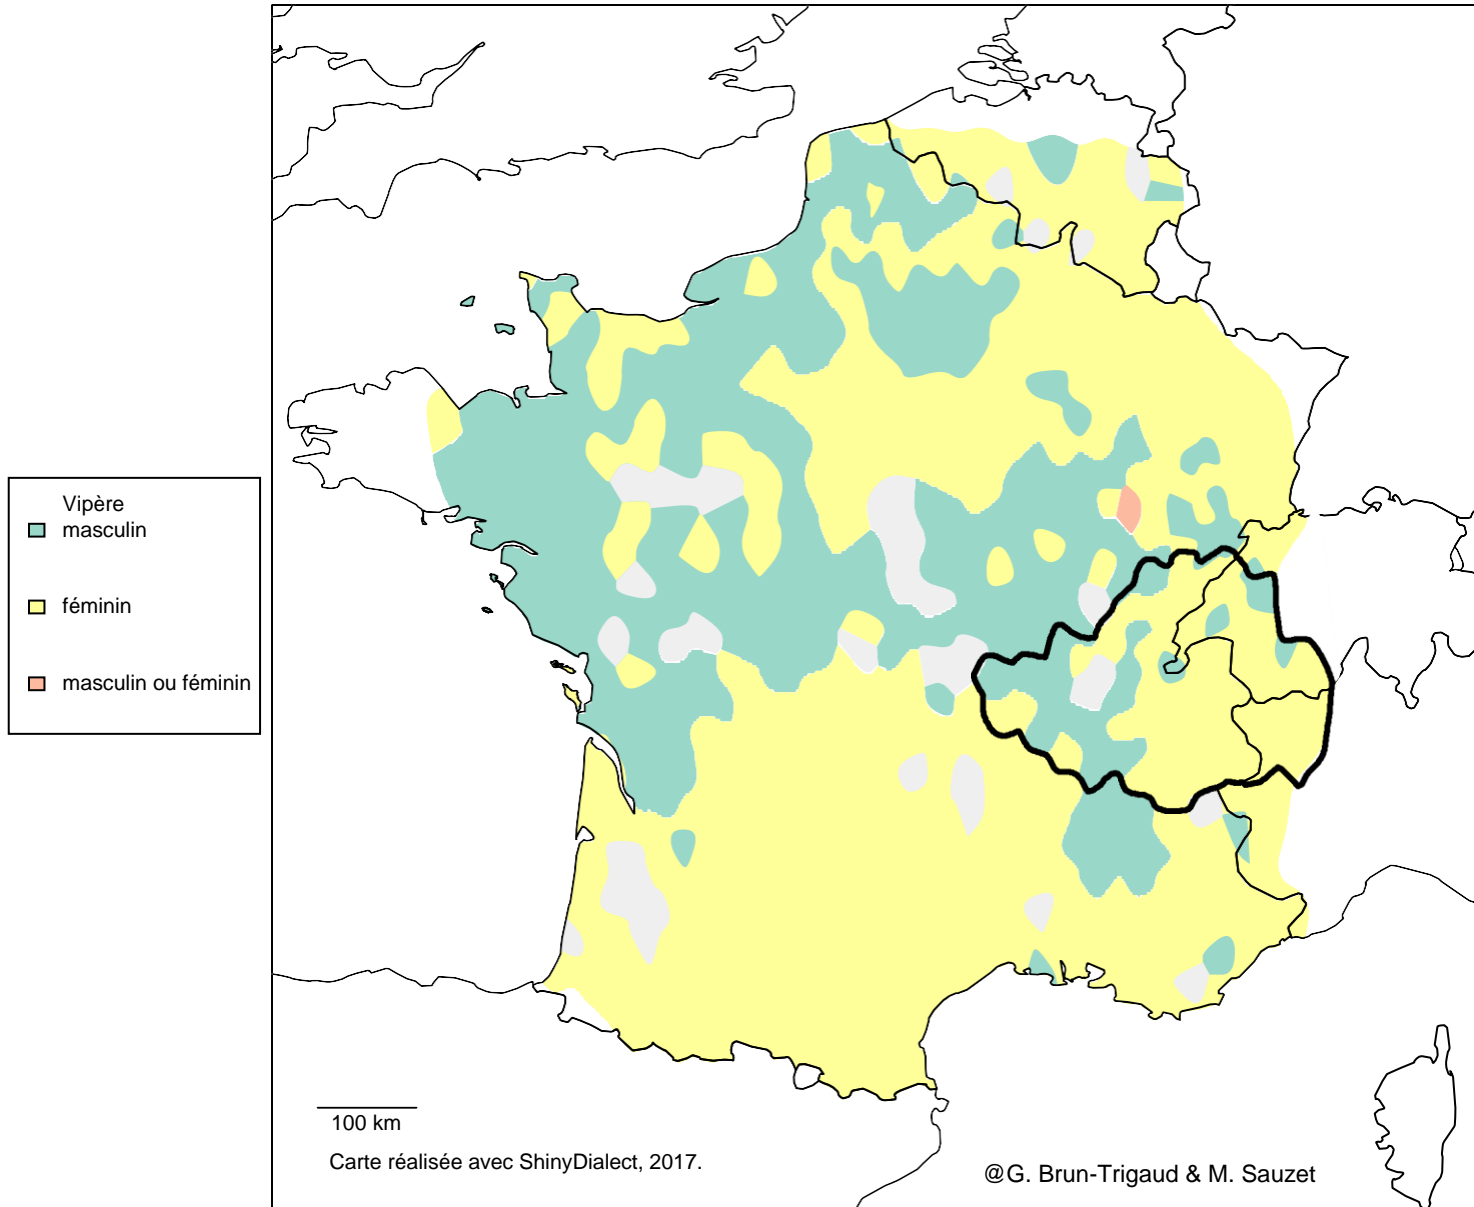 Vipère
masculin
féminin
masculin ou féminin
100 km
Carte réalisée avec ShinyDialect, 2017.
@G. Brun-Trigaud & M. Sauzet